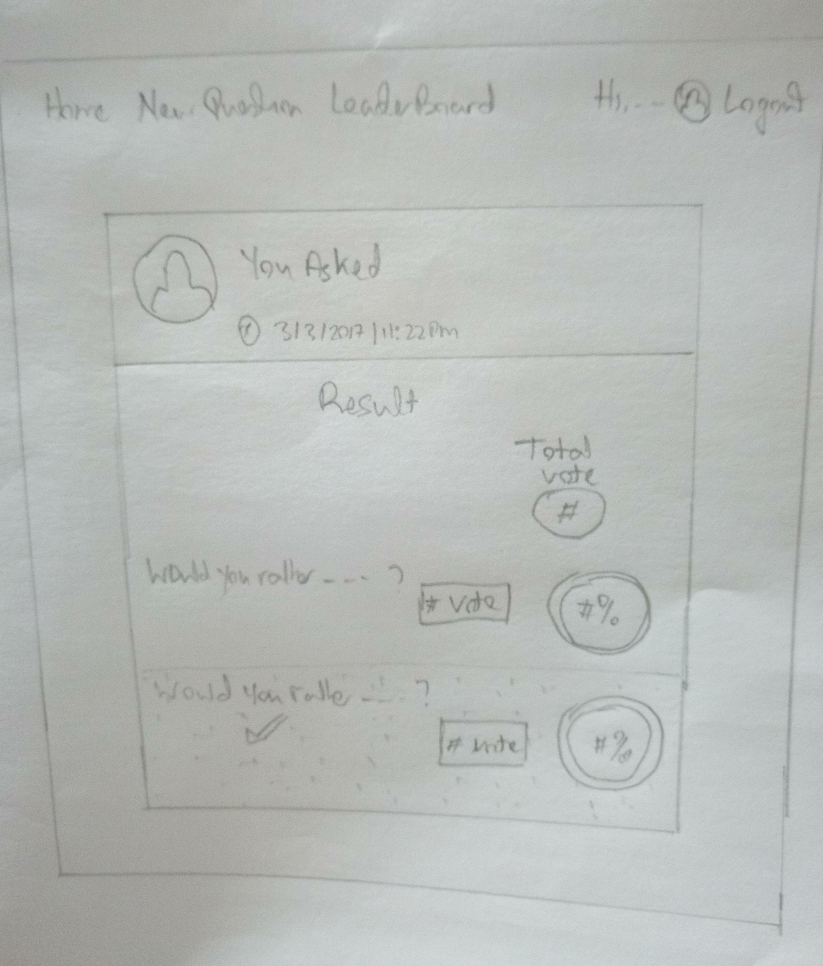 Home New Question LeaderBoard Hi,--- Logout
You Asked
3/3/2017 | 11:22 Pm
Result
Total
vote
#
Would you rather ---- ?
# vote
#%
Would you rather ---- ?
# vote
#%